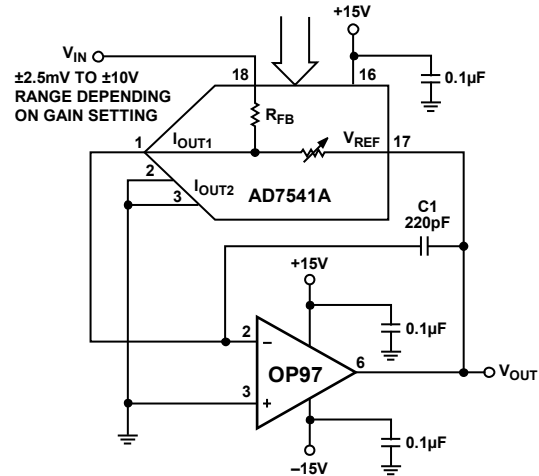 +15V
V_IN
±2.5mV TO ±10V
RANGE DEPENDING
ON GAIN SETTING
18
16
0.1µF
R_FB
1
I_OUT1
V_REF
17
2
I_OUT2
3
AD7541A
C1
220pF
+15V
0.1µF
2
–
OP97
6
V_OUT
3
+
0.1µF
–15V